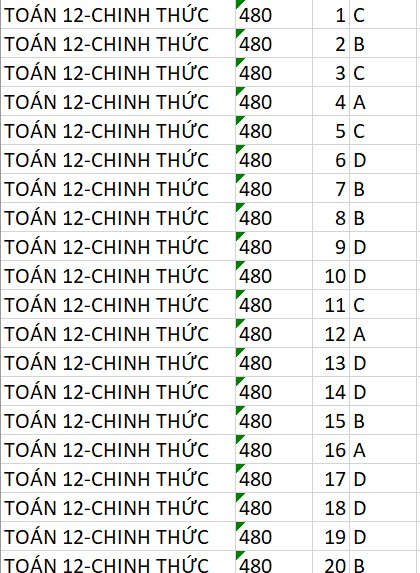 TOÁN 12-CHINH THỨC 480 1 C
TOÁN 12-CHINH THỨC 480 2 B
TOÁN 12-CHINH THỨC 480 3 C
TOÁN 12-CHINH THỨC 480 4 A
TOÁN 12-CHINH THỨC 480 5 C
TOÁN 12-CHINH THỨC 480 6 D
TOÁN 12-CHINH THỨC 480 7 B
TOÁN 12-CHINH THỨC 480 8 B
TOÁN 12-CHINH THỨC 480 9 D
TOÁN 12-CHINH THỨC 480 10 D
TOÁN 12-CHINH THỨC 480 11 C
TOÁN 12-CHINH THỨC 480 12 A
TOÁN 12-CHINH THỨC 480 13 D
TOÁN 12-CHINH THỨC 480 14 D
TOÁN 12-CHINH THỨC 480 15 B
TOÁN 12-CHINH THỨC 480 16 A
TOÁN 12-CHINH THỨC 480 17 D
TOÁN 12-CHINH THỨC 480 18 D
TOÁN 12-CHINH THỨC 480 19 D
TOÁN 12-CHINH THỨC 480 20 B